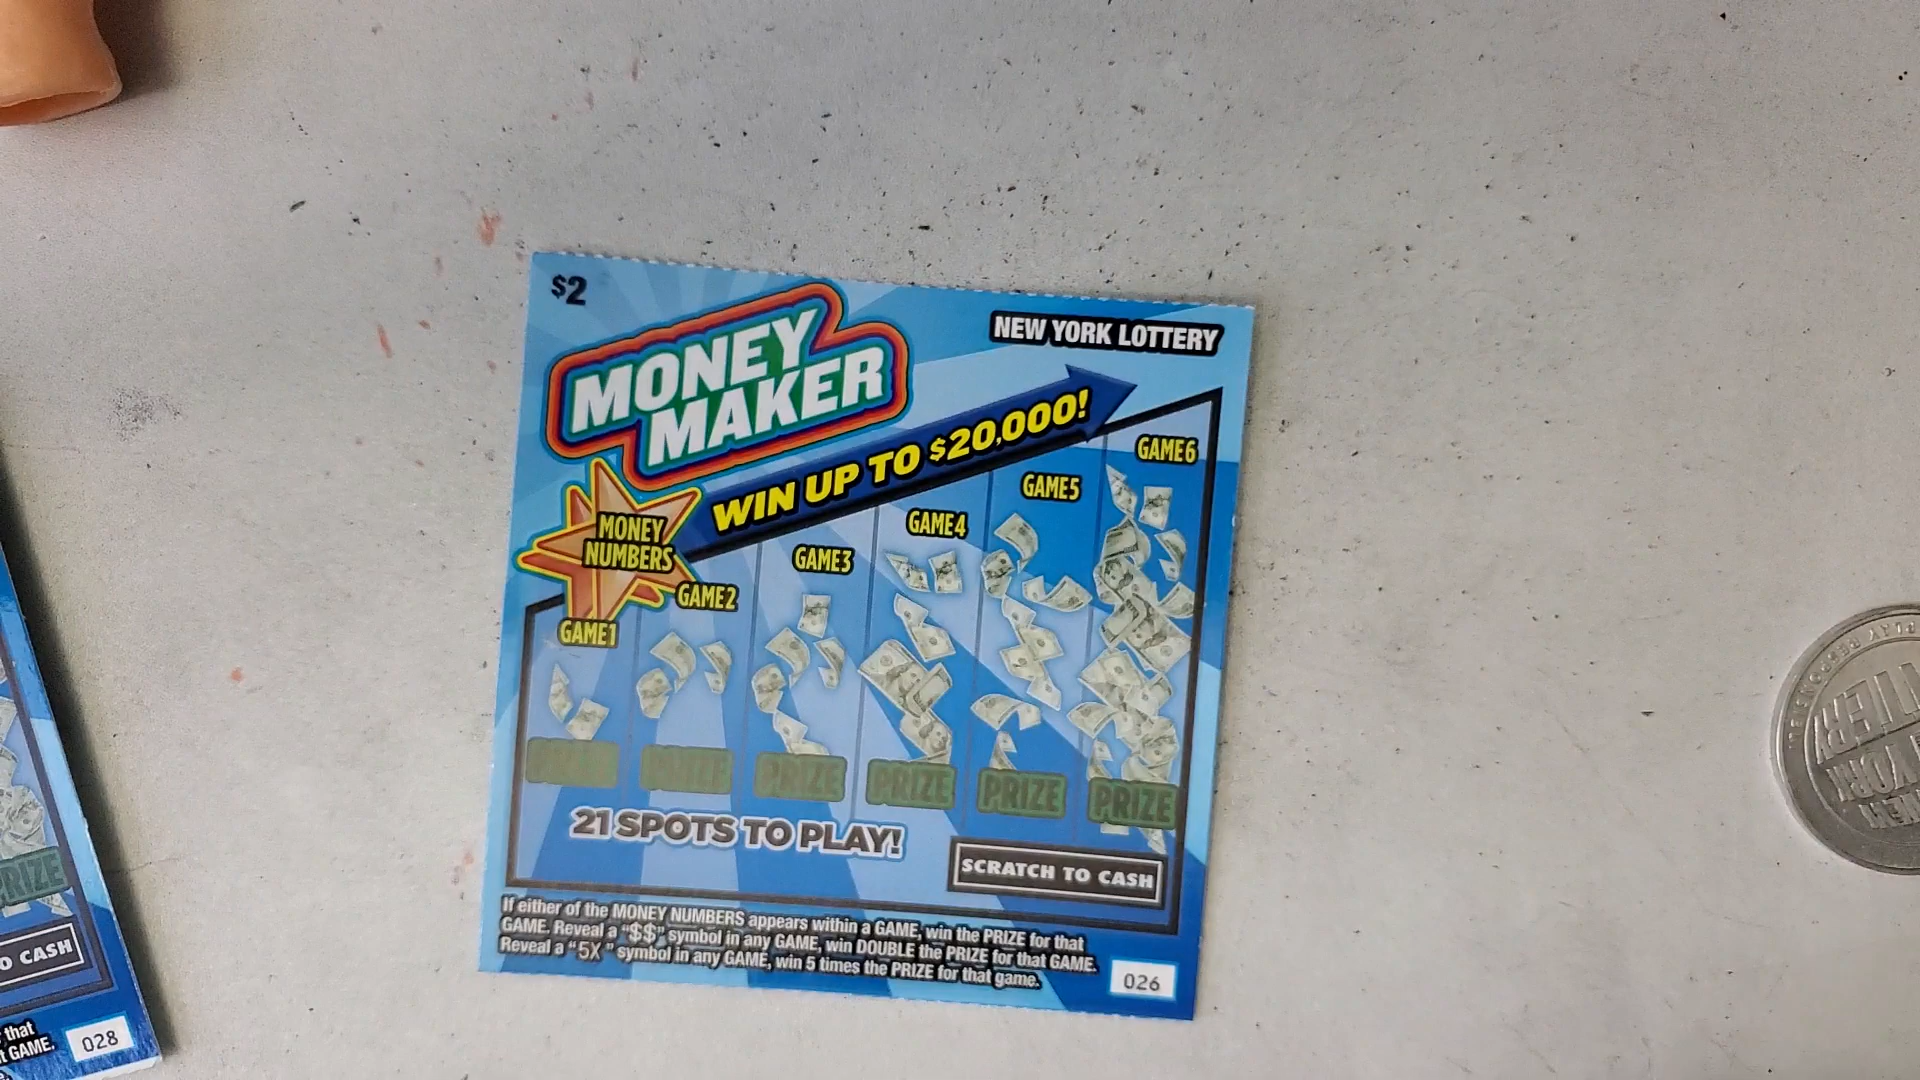 $2
NEW YORK LOTTERY
MONEY
MAKER
WIN UP TO $20,000!
MONEY
NUMBERS
GAME1
GAME2
GAME3
GAME4
GAME5
GAME6
PRIZE PRIZE PRIZE PRIZE PRIZE PRIZE
21 SPOTS TO PLAY!
SCRATCH TO CASH
If either of the MONEY NUMBERS appears within a GAME, win the PRIZE for that
GAME. Reveal a "$$" symbol in any GAME, win DOUBLE the PRIZE for that GAME.
Reveal a "5X" symbol in any GAME, win 5 times the PRIZE for that game.
026
PRIZE
O CASH
that
GAME.
028
YORK